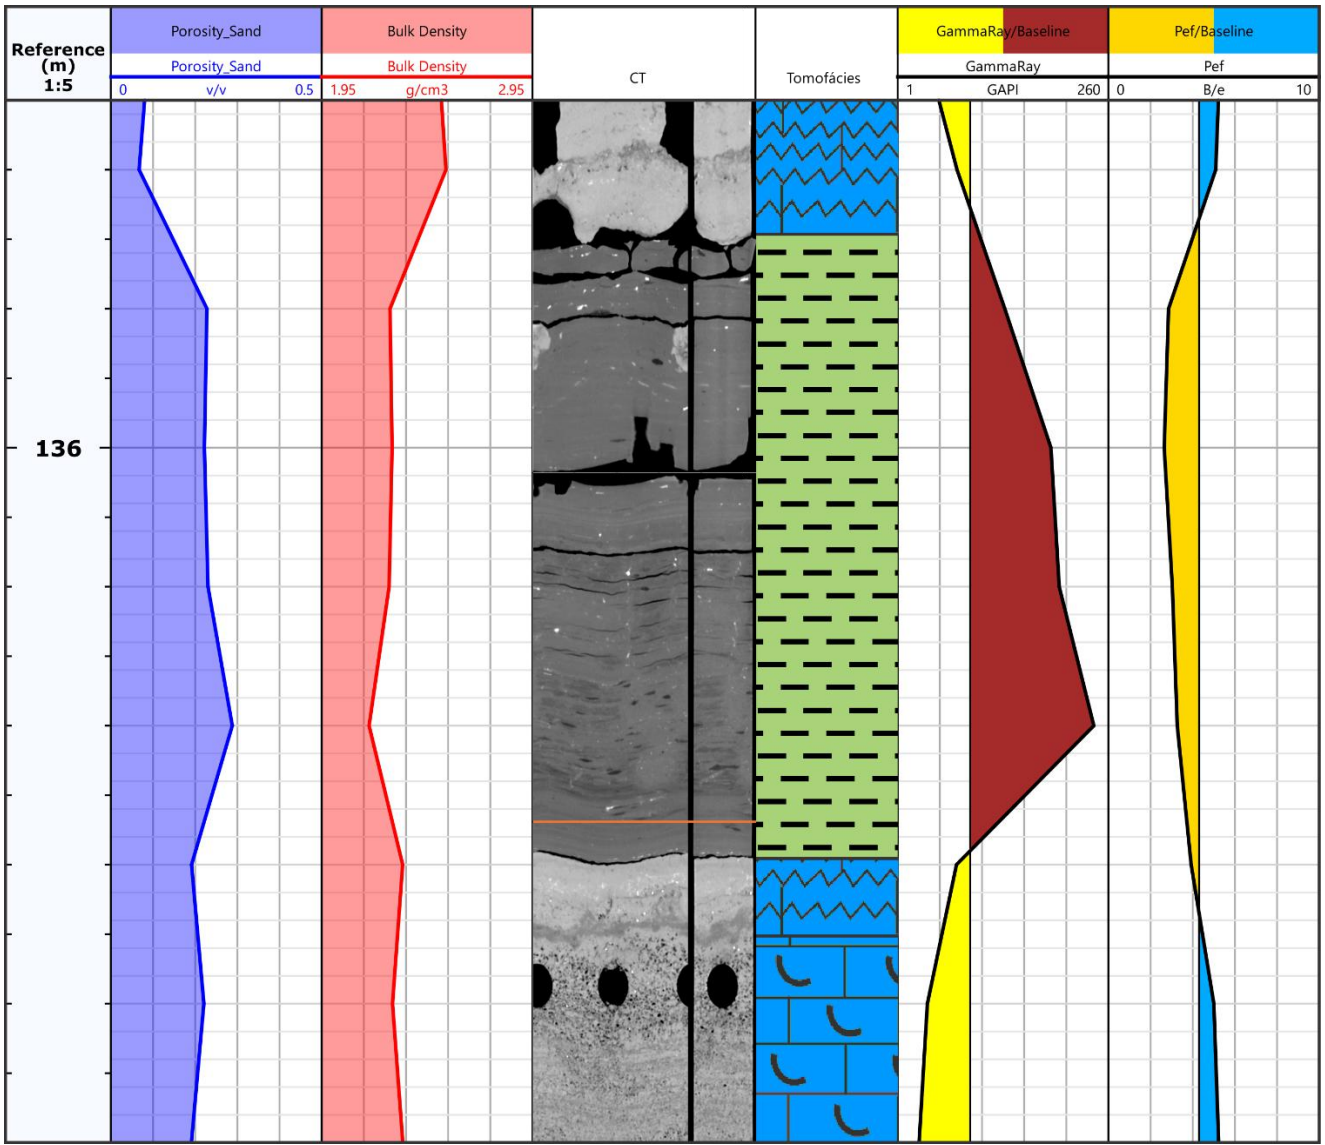 Reference
(m)
1:5
Porosity_Sand
Porosity_Sand
0 v/v 0.5
Bulk Density
Bulk Density
1.95 g/cm3 2.95
CT
Tomofácies
GammaRay/Baseline
GammaRay
1 GAPI 260
Pef/Baseline
Pef
0 B/e 10
136